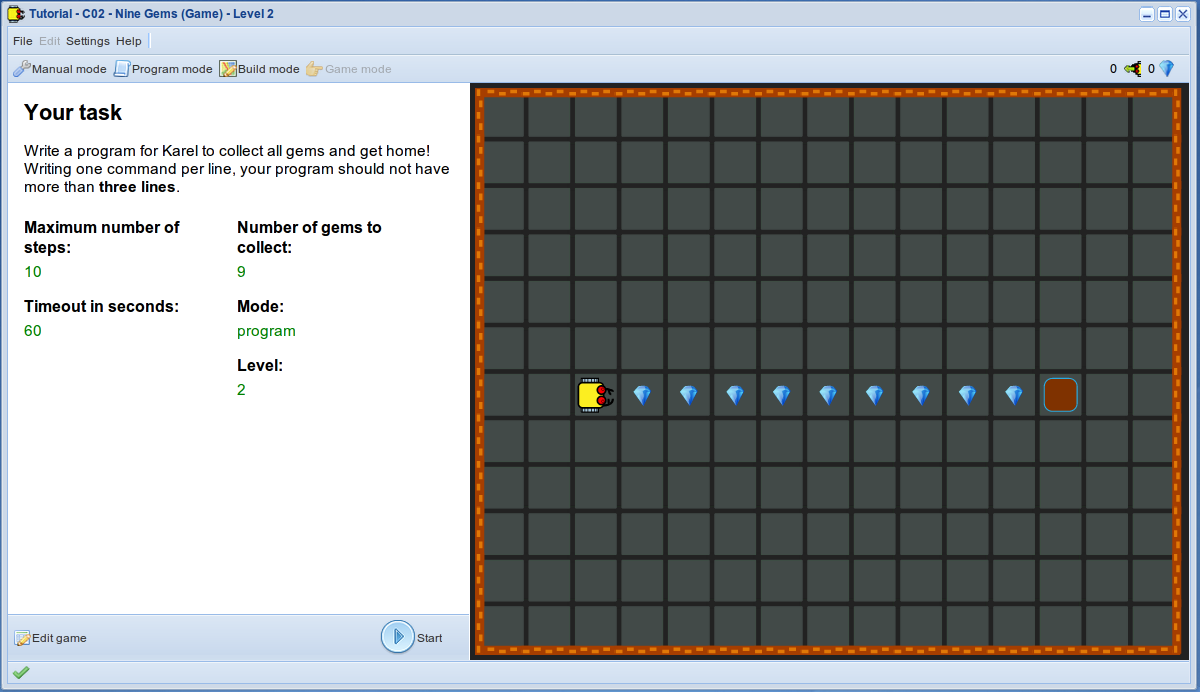 Tutorial - C02 - Nine Gems (Game) - Level 2
File Edit Settings Help
Manual mode Program mode Build mode Game mode 0 0
Your task
Write a program for Karel to collect all gems and get home!
Writing one command per line, your program should not have
more than three lines.
Maximum number of
steps:
10
Number of gems to
collect:
9
Timeout in seconds:
60
Mode:
program
Level:
2
Edit game
Start